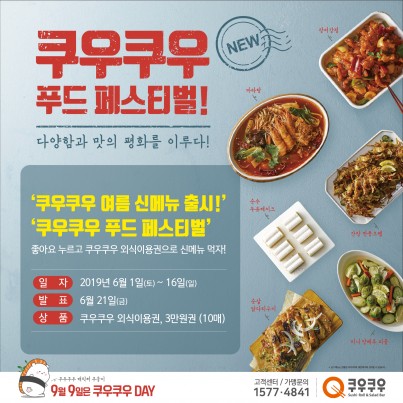 쿠우쿠우
NEW
푸드 페스티벌!
다양함과 맛의 평화를 이루다!
'쿠우쿠우 여름 신메뉴 출시!'
'쿠우쿠우 푸드 페스티벌'
좋아요 누르고 쿠우쿠우 외식이용권으로 신메뉴 먹자!
일 자 2019년 6월 1일(토) ~ 16일(일)
발 표 6월 21일(금)
상 품 쿠우쿠우 외식이용권, 3만원권 (10매)
9월 9일은 쿠우쿠우 DAY
고객센터 / 가맹문의
1577·4841
쿠우쿠우
Sushi Roll & Salad Bar